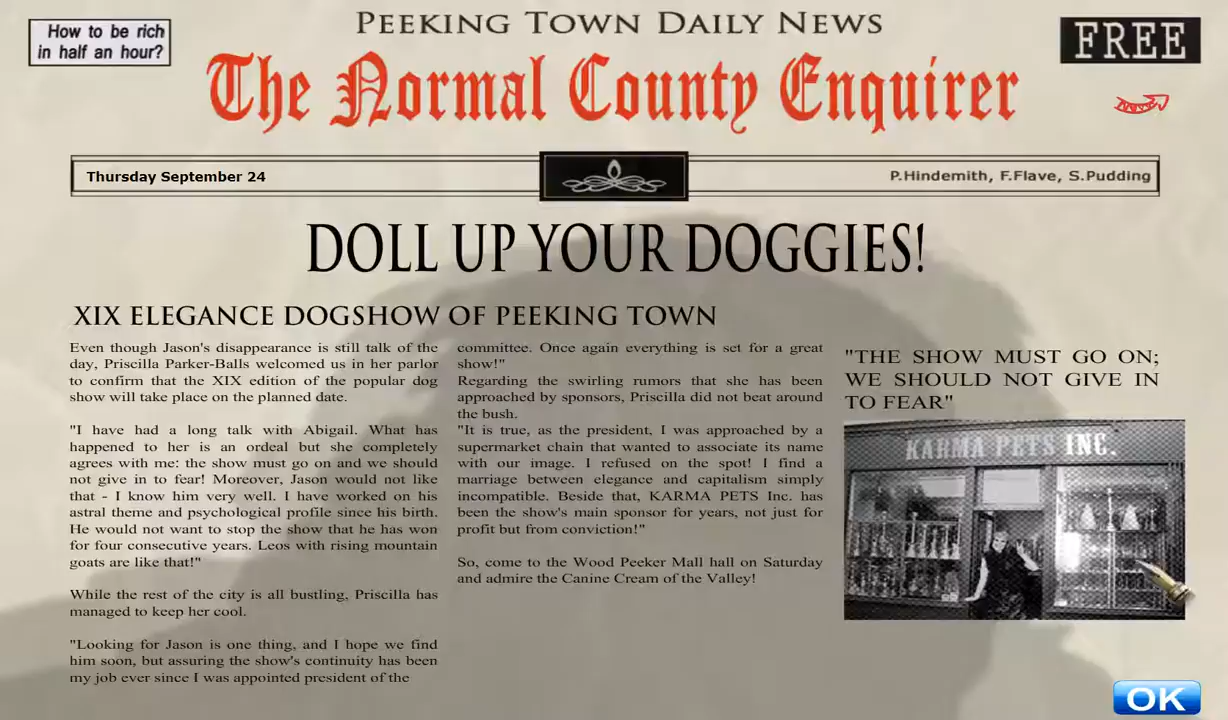 How to be rich
in half an hour?
PEEKING TOWN DAILY NEWS
FREE
The Normal County Enquirer
Thursday September 24
P.Hindemith, F.Flave, S.Pudding
DOLL UP YOUR DOGGIES!
XIX ELEGANCE DOGSHOW OF PEEKING TOWN
Even though Jason's disappearance is still talk of the
day, Priscilla Parker-Balls welcomed us in her parlor
to confirm that the XIX edition of the popular dog
show will take place on the planned date.
"I have had a long talk with Abigail. What has
happened to her is an ordeal but she completely
agrees with me: the show must go on and we should
not give in to fear! Moreover, Jason would not like
that - I know him very well. I have worked on his
astral theme and psychological profile since his birth.
He would not want to stop the show that he has won
for four consecutive years. Leos with rising mountain
goats are like that!"
While the rest of the city is all bustling, Priscilla has
managed to keep her cool.
"Looking for Jason is one thing, and I hope we find
him soon, but assuring the show's continuity has been
my job ever since I was appointed president of the
committee. Once again everything is set for a great
show!"
Regarding the swirling rumors that she has been
approached by sponsors, Priscilla did not beat around
the bush.
"It is true, as the president, I was approached by a
supermarket chain that wanted to associate its name
with our image. I refused on the spot! I find a
marriage between elegance and capitalism simply
incompatible. Beside that, KARMA PETS Inc. has
been the show's main sponsor for years, not just for
profit but from conviction!"
So, come to the Wood Peeker Mall hall on Saturday
and admire the Canine Cream of the Valley!
"THE SHOW MUST GO ON;
WE SHOULD NOT GIVE IN
TO FEAR"
KARMA PETS INC.
OK